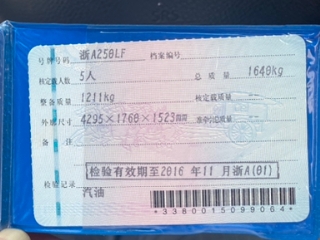 号牌号码 浙A250LF 档案编号
核定载人数 5人 总质量 1640kg
整备质量 1211kg 核定载质量 --
外廓尺寸 4295×1760×1523mm 准牵引总质量 --
备注
检验有效期至2016年11月浙A(01)
检验记录
汽油
*3380015099064*